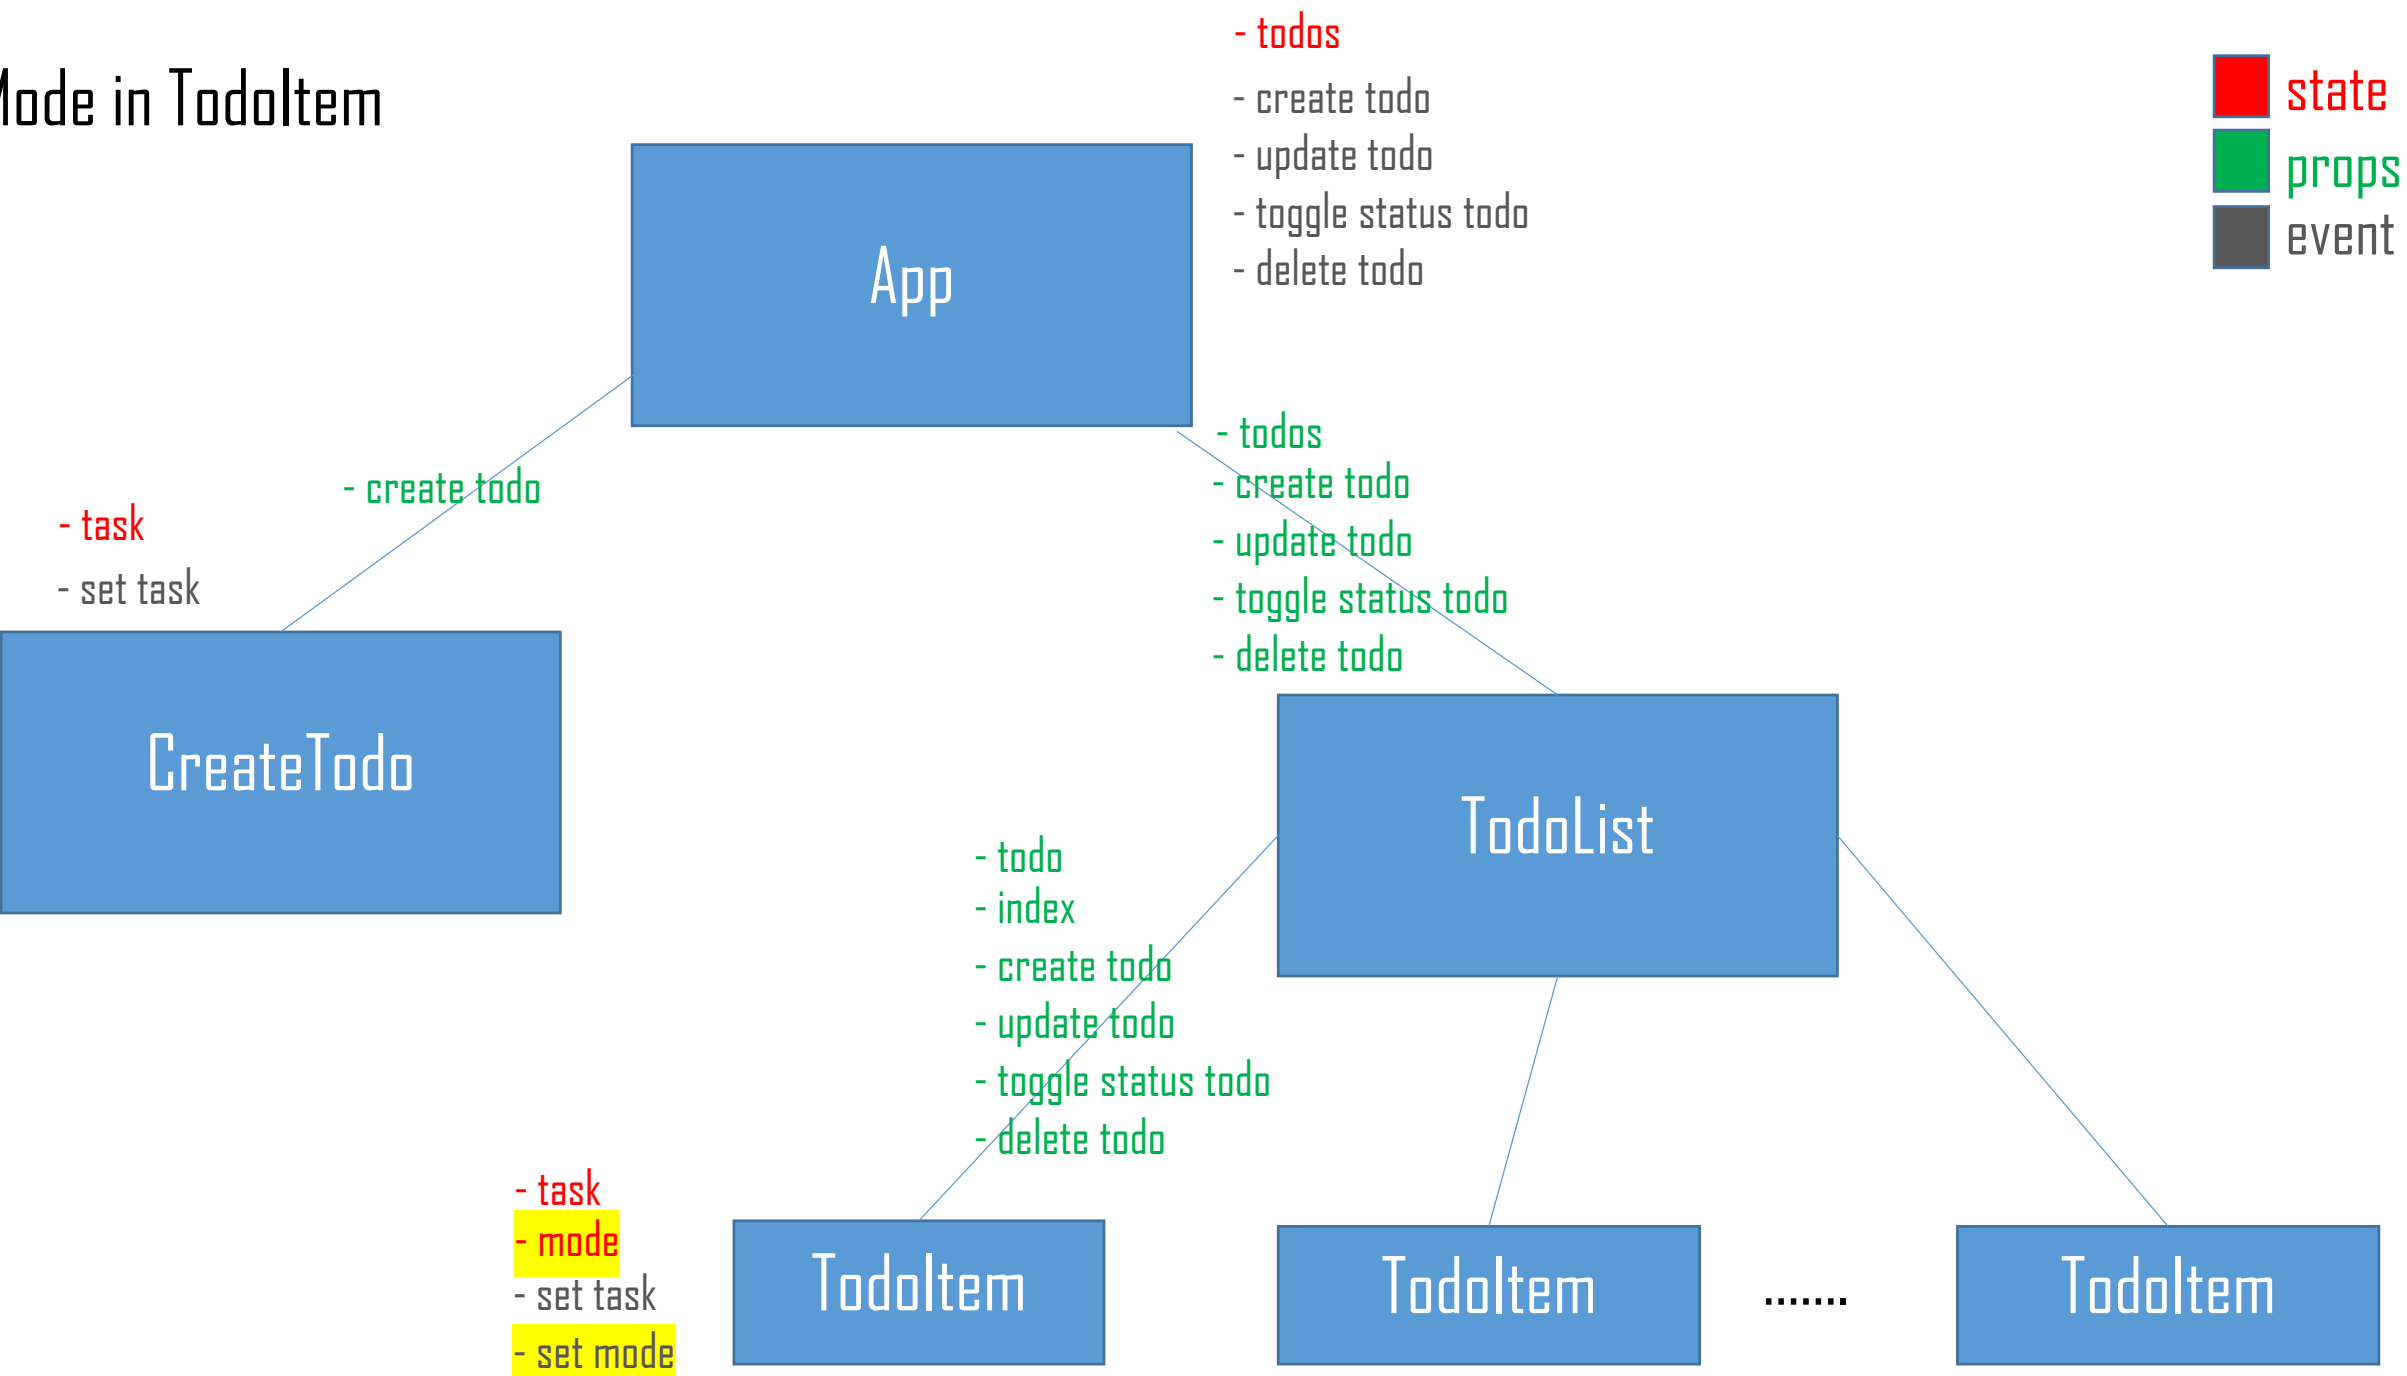 Mode in TodoItem
- todos
- create todo
- update todo
- toggle status todo
- delete todo
state
props
event
App
- create todo
- task
- set task
CreateTodo
- todos
- create todo
- update todo
- toggle status todo
- delete todo
TodoList
- todo
- index
- create todo
- update todo
- toggle status todo
- delete todo
- task
- mode
- set task
- set mode
TodoItem
TodoItem
.......
TodoItem